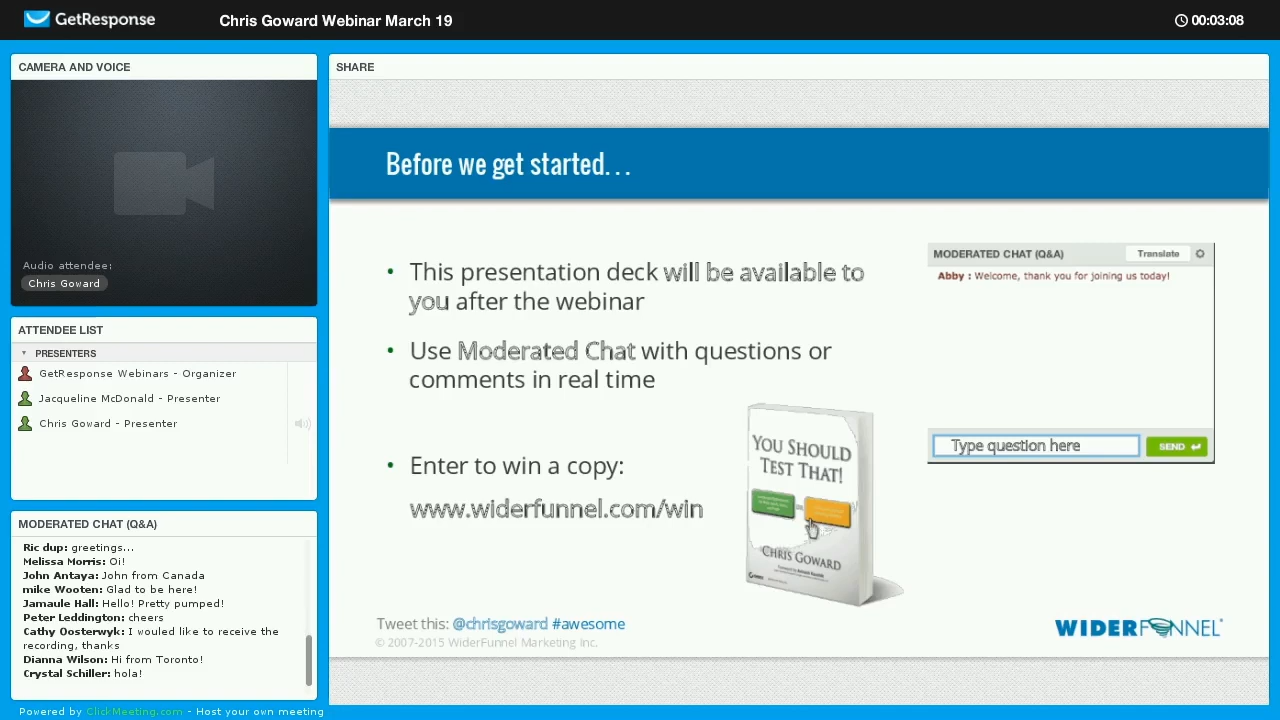 GetResponse
Chris Goward Webinar March 19
00:03:08
CAMERA AND VOICE
Audio attendee:
Chris Goward
ATTENDEE LIST
PRESENTERS
GetResponse Webinars - Organizer
Jacqueline McDonald - Presenter
Chris Goward - Presenter
MODERATED CHAT (Q&A)
Ric dup: greetings...
Melissa Morris: Oi!
John Antaya: John from Canada
mike Wooten: Glad to be here!
Jamaule Hall: Hello! Pretty pumped!
Peter Leddington: cheers
Cathy Oosterwyk: I wouled like to receive the
recording, thanks
Dianna Wilson: Hi from Toronto!
Crystal Schiller: hola!
Powered by ClickMeeting.com - Host your own meeting
SHARE
Before we get started...
• This presentation deck will be available to
you after the webinar
• Use Moderated Chat with questions or
comments in real time
• Enter to win a copy:
www.widerfunnel.com/win
YOU SHOULD
TEST THAT!
CHRIS GOWARD
MODERATED CHAT (Q&A)
Translate
Abby : Welcome, thank you for joining us today!
Type question here
SEND
Tweet this: @chrisgoward #awesome
© 2007-2015 WiderFunnel Marketing Inc.
WIDERFUNNEL